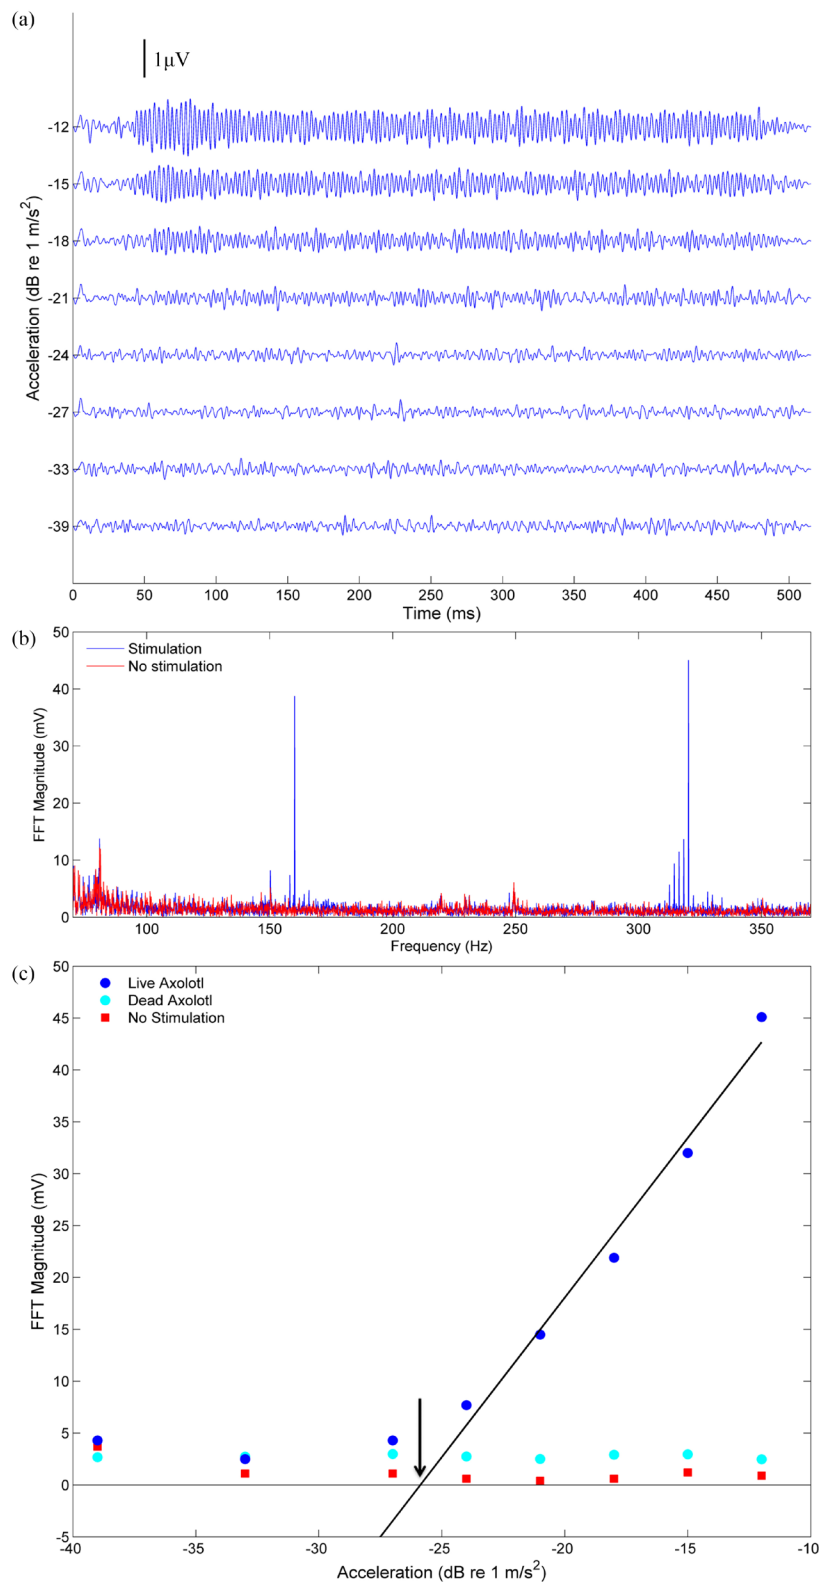 (a)
1μV
Acceleration (dB re 1 m/s²)
-12
-15
-18
-21
-24
-27
-33
-39
0 50 100 150 200 250 300 350 400 450 500
Time (ms)
(b)
50
40
30
20
10
0
FFT Magnitude (mV)
Stimulation
No stimulation
100 150 200 250 300 350
Frequency (Hz)
(c)
50
45
40
35
30
25
20
15
10
5
0
-5
FFT Magnitude (mV)
Live Axolotl
Dead Axolotl
No Stimulation
-40 -35 -30 -25 -20 -15 -10
Acceleration (dB re 1 m/s²)